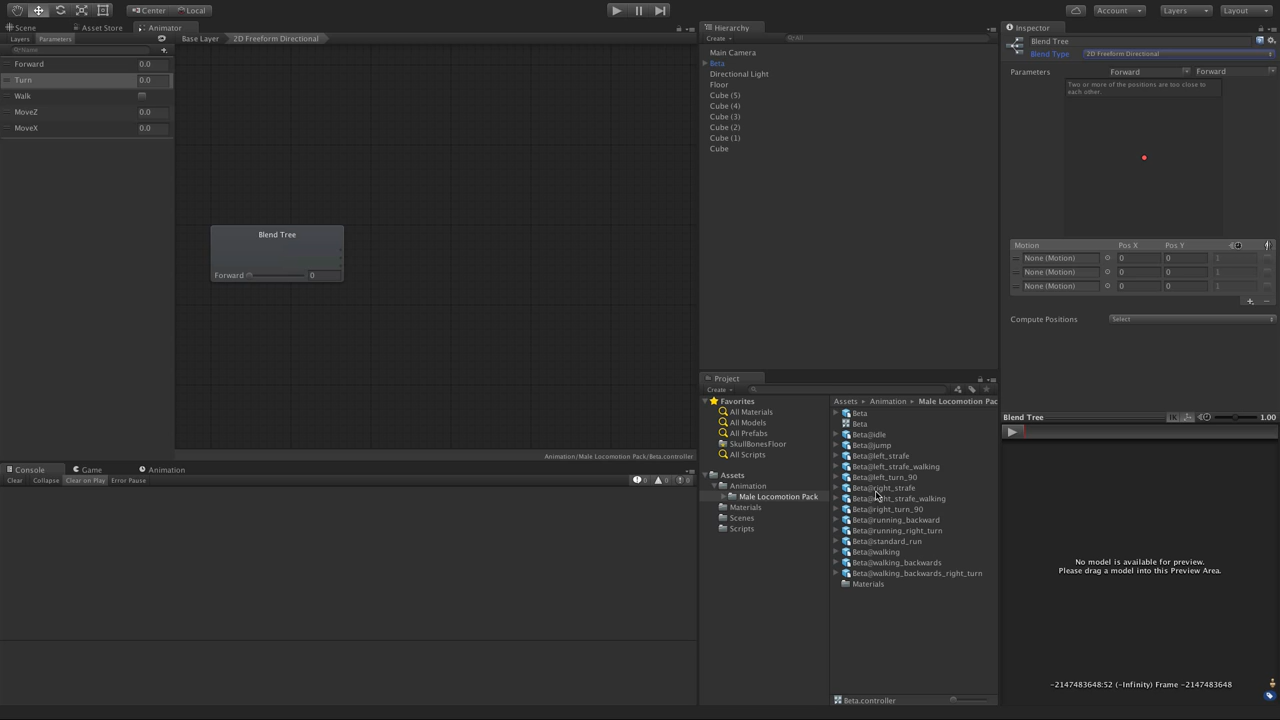 Center
Local
Account
Layers
Layout
Scene
Asset Store
Animator
Layers
Parameters
Name
Forward 0.0
Turn 0.0
Walk
MoveZ 0.0
MoveX 0.0
Base Layer
2D Freeform Directional
Blend Tree
Forward 0
Animation/Male Locomotion Pack/Beta.controller
Console
Game
Animation
Clear
Collapse
Clear on Play
Error Pause
0
0
0
Hierarchy
Create
All
Main Camera
Beta
Directional Light
Floor
Cube (5)
Cube (4)
Cube (3)
Cube (2)
Cube (1)
Cube
Project
Create
Favorites
All Materials
All Models
All Prefabs
SkullBonesFloor
All Scripts
Assets
Animation
Male Locomotion Pack
Materials
Scenes
Scripts
Assets Animation Male Locomotion Pac
Beta
Beta
Beta@idle
Beta@jump
Beta@left_strafe
Beta@left_strafe_walking
Beta@left_turn_90
Beta@right_strafe
Beta@right_strafe_walking
Beta@right_turn_90
Beta@running_backward
Beta@running_right_turn
Beta@standard_run
Beta@walking
Beta@walking_backwards
Beta@walking_backwards_right_turn
Materials
Beta.controller
Inspector
Blend Tree
Blend Type 2D Freeform Directional
Parameters Forward Forward
Two or more of the positions are too close to
each other.
Motion Pos X Pos Y
None (Motion) 0 0 1
None (Motion) 0 0 1
None (Motion) 0 0 1
Compute Positions Select
Blend Tree IK 1.00
No model is available for preview.
Please drag a model into this Preview Area.
-2147483648:52 (-Infinity) Frame -2147483648